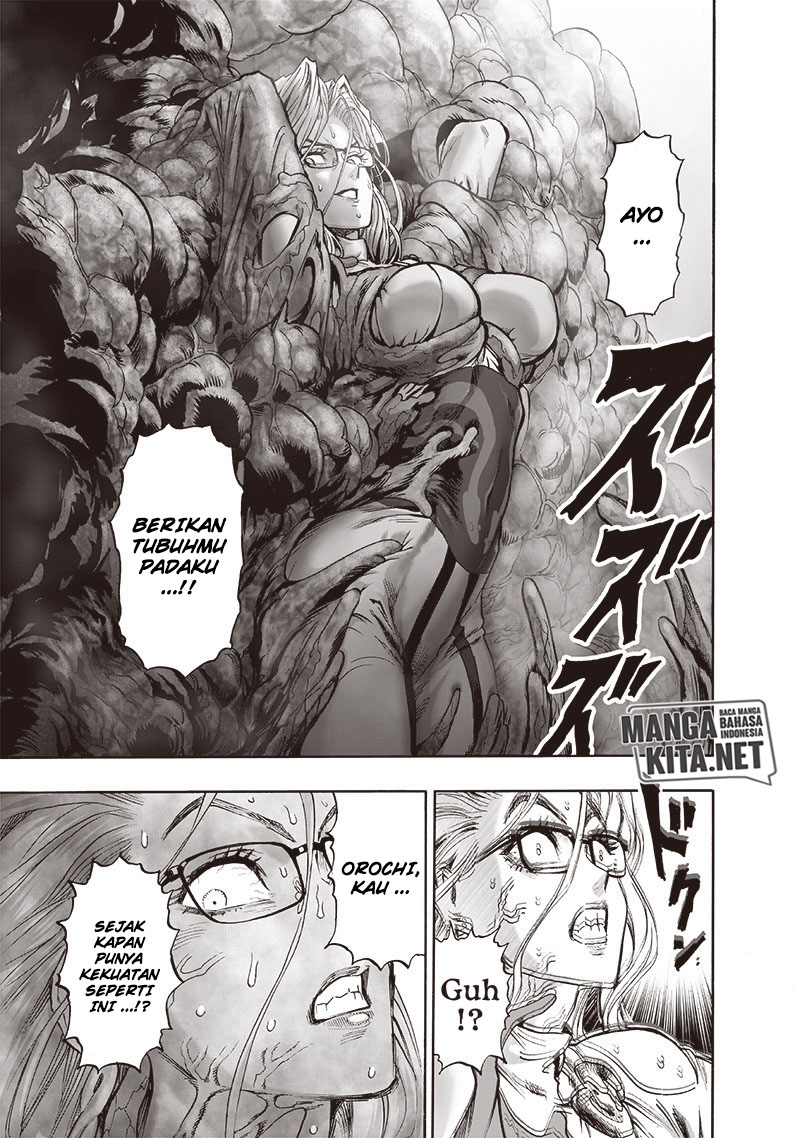 AYO
...
ズズズズ
BERIKAN
TUBUHMU
PADAKU
...!!
MANGA
KITA.NET
BACA MANGA
BAHASA
INDONESIA
ドクン
Guh
!?
OROCHI,
KAU ...
SEJAK
KAPAN
PUNYA
KEKUATAN
SEPERTI
INI ...!?